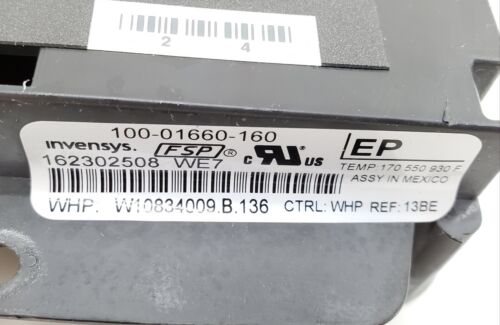 2 4
100-01660-160
invensys. FSP® c RU US EP
162302508 WE7
TEMP 170 550 930 F
ASSY IN MEXICO
WHP. W10834009.B.136 CTRL: WHP REF: 13BE